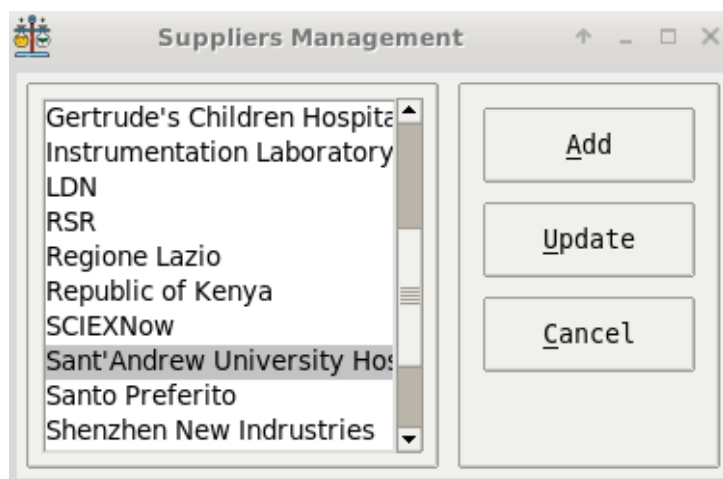 Suppliers Management
Gertrude's Children Hospita
Instrumentation Laboratory
LDN
RSR
Regione Lazio
Republic of Kenya
SCIEXNow
Sant'Andrew University Hos
Santo Preferito
Shenzhen New Indrustries
Add
Update
Cancel